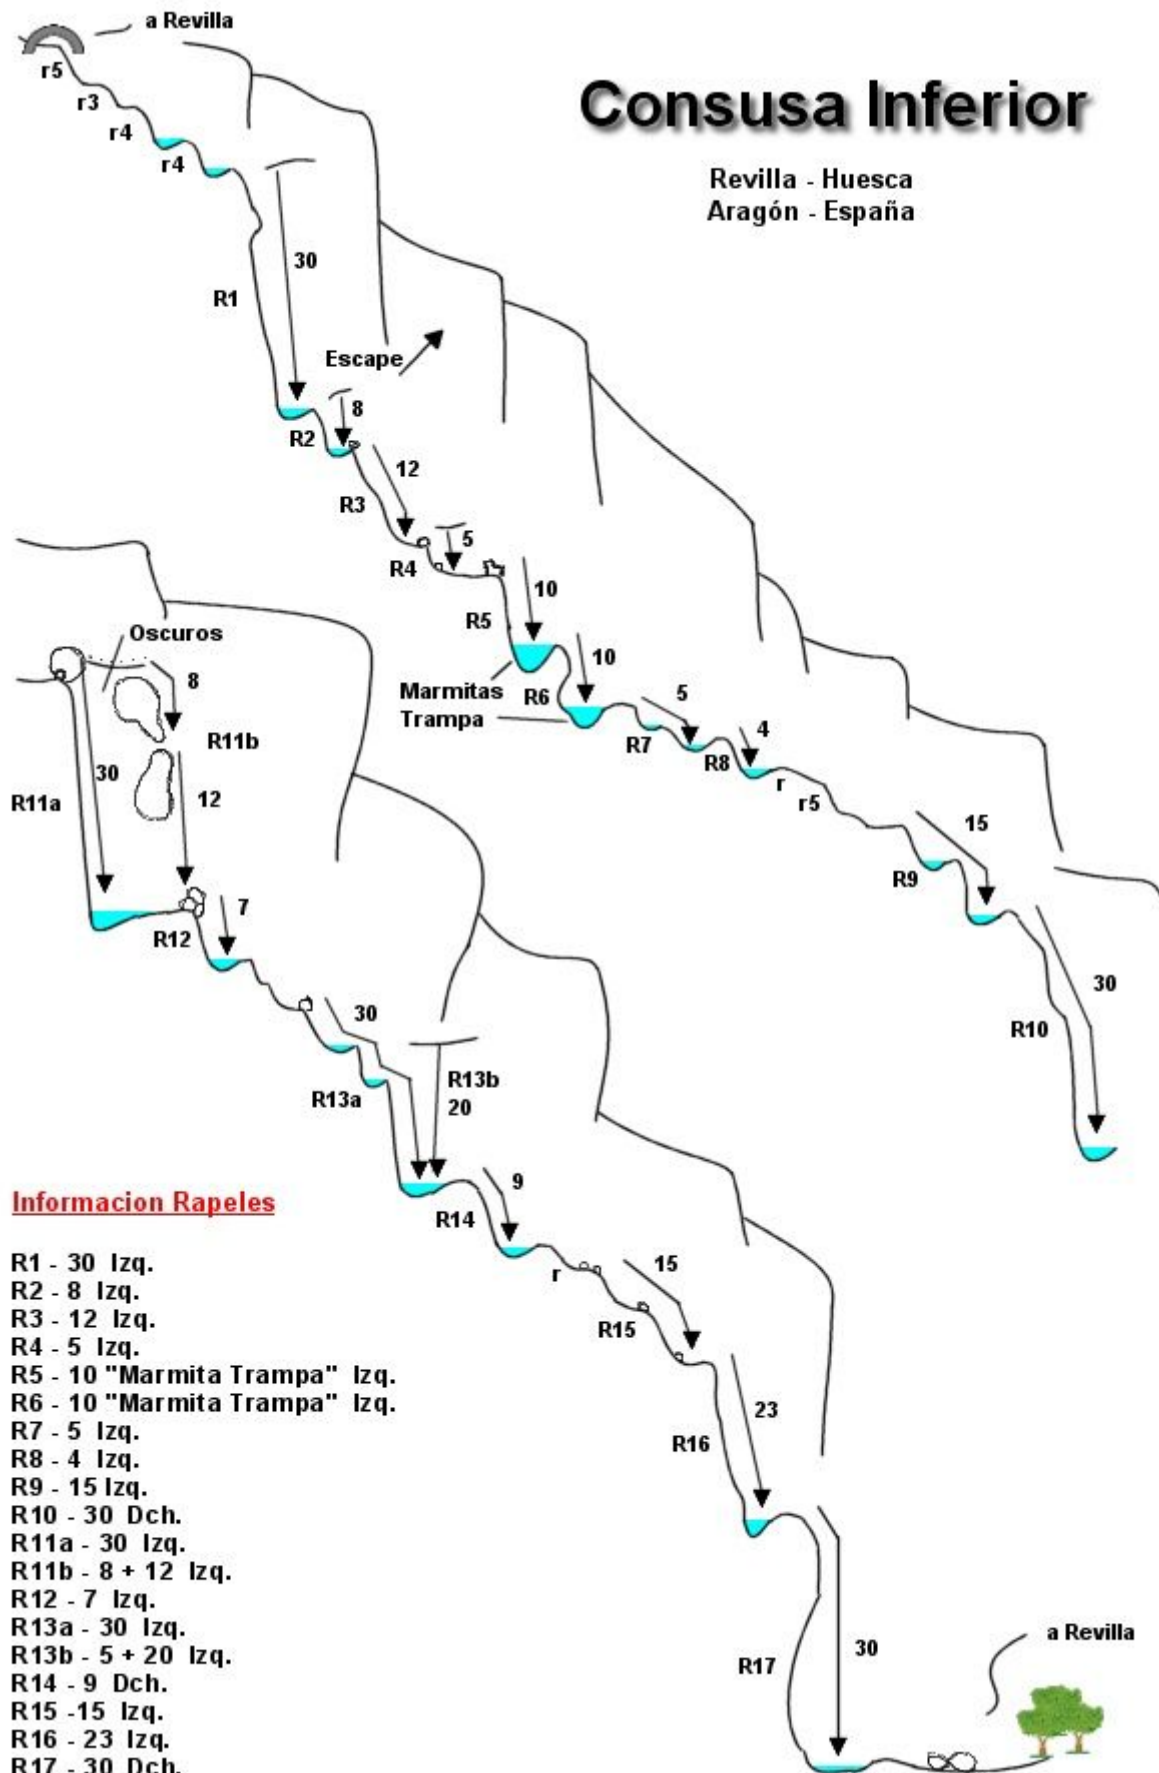 a Revilla
Consusa Inferior
Revilla - Huesca
Aragón - España
r5
r3
r4
r4
30
R1
Escape
8
R2
12
R3
5
R4
10
R5
10
Marmitas
Trampa
R6
5
R7
4
R8
r
r5
15
R9
30
R10
Oscuros
8
R11b
30
12
R11a
7
R12
30
R13b
20
R13a
9
R14
r
15
R15
23
R16
30
R17
a Revilla
Informacion Rapeles
R1 - 30 Izq.
R2 - 8 Izq.
R3 - 12 Izq.
R4 - 5 Izq.
R5 - 10 "Marmita Trampa" Izq.
R6 - 10 "Marmita Trampa" Izq.
R7 - 5 Izq.
R8 - 4 Izq.
R9 - 15 Izq.
R10 - 30 Dch.
R11a - 30 Izq.
R11b - 8 + 12 Izq.
R12 - 7 Izq.
R13a - 30 Izq.
R13b - 5 + 20 Izq.
R14 - 9 Dch.
R15 -15 Izq.
R16 - 23 Izq.
R17 - 30 Dch.